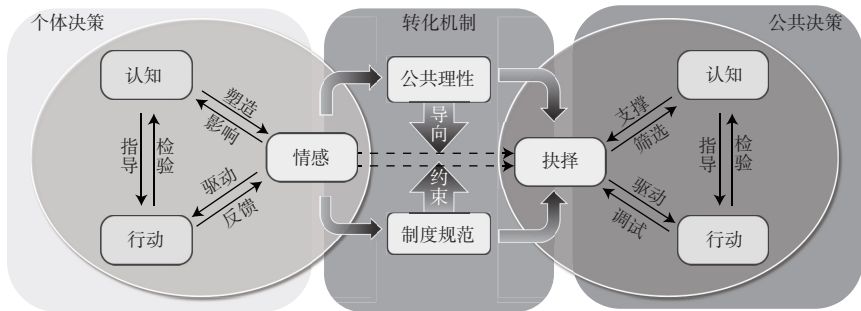 个体决策
转化机制
公共决策
认知
塑造
影响
指导
检验
情感
驱动
反馈
行动
公共理性
导向
约束
制度规范
认知
支撑
筛选
抉择
指导
检验
驱动
调试
行动